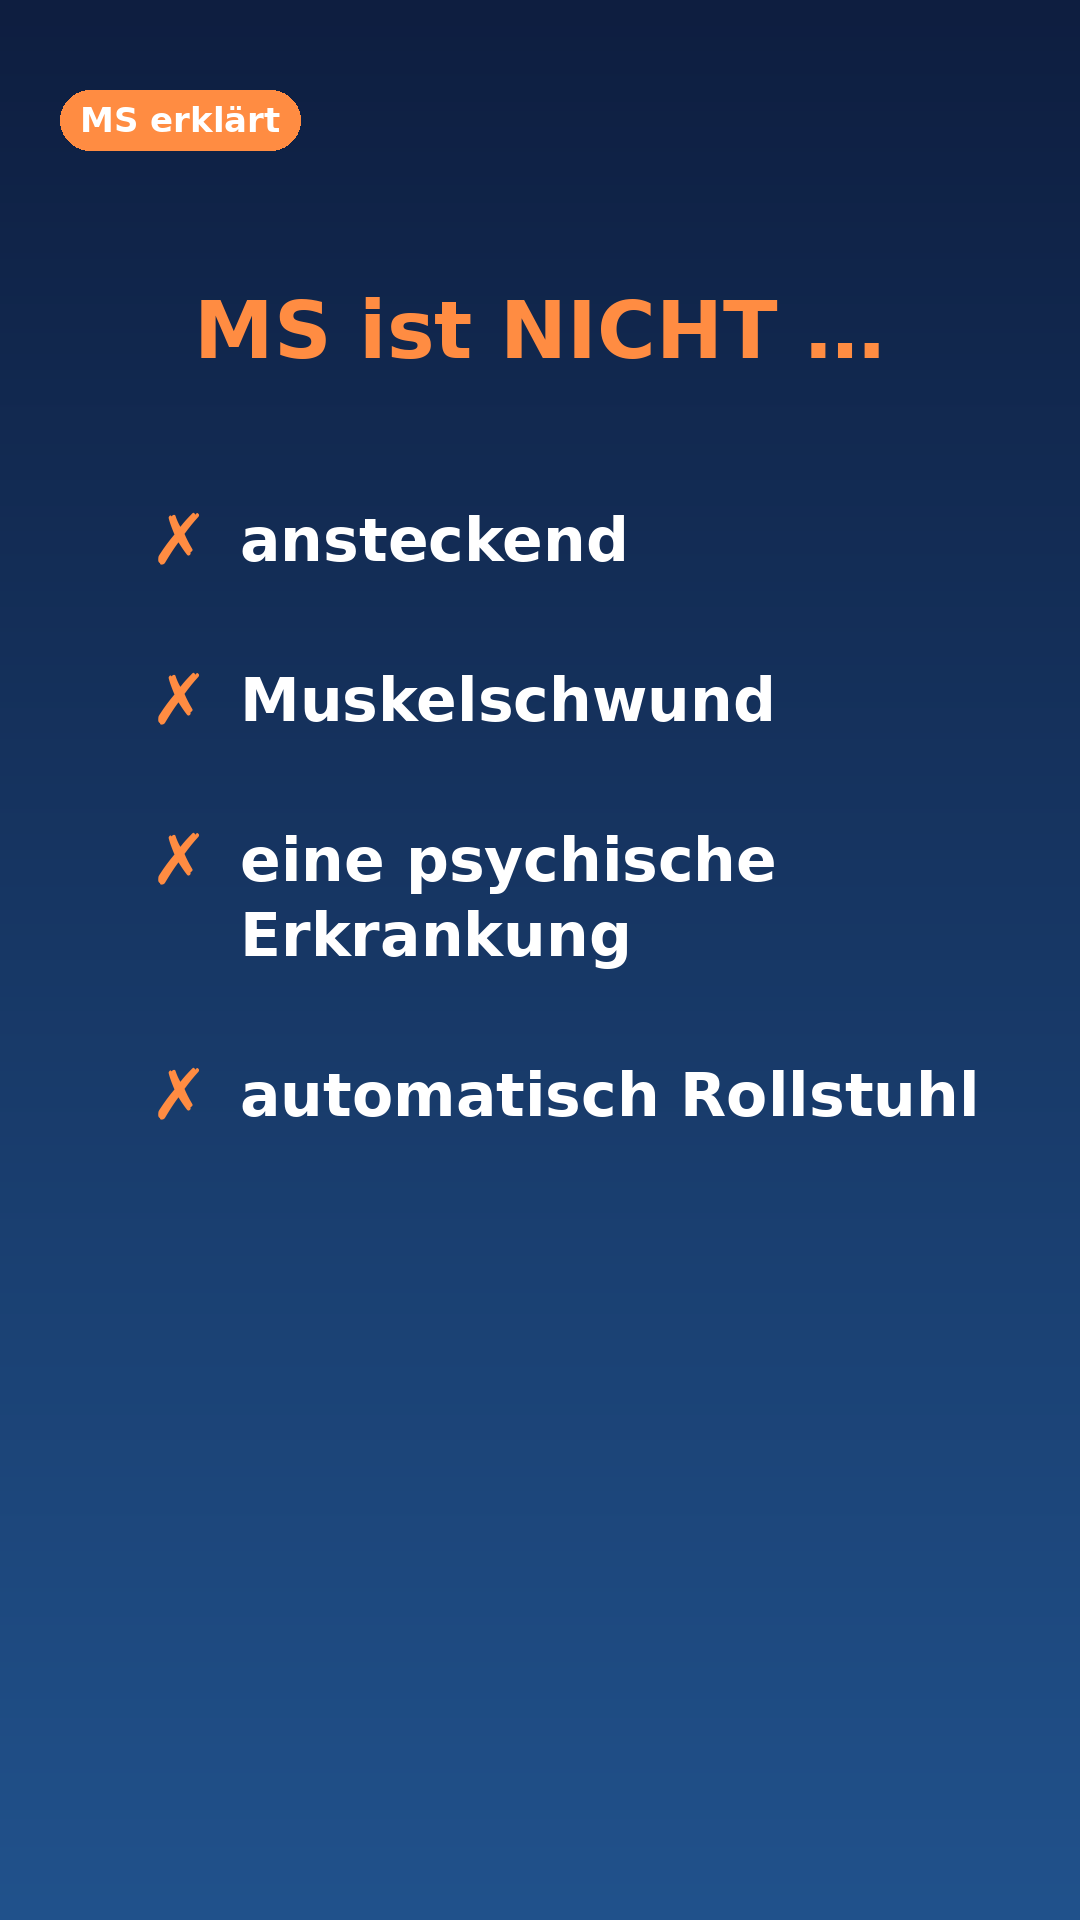 MS erklärt
MS ist NICHT …
✗ ansteckend
✗ Muskelschwund
✗ eine psychische
Erkrankung
✗ automatisch Rollstuhl